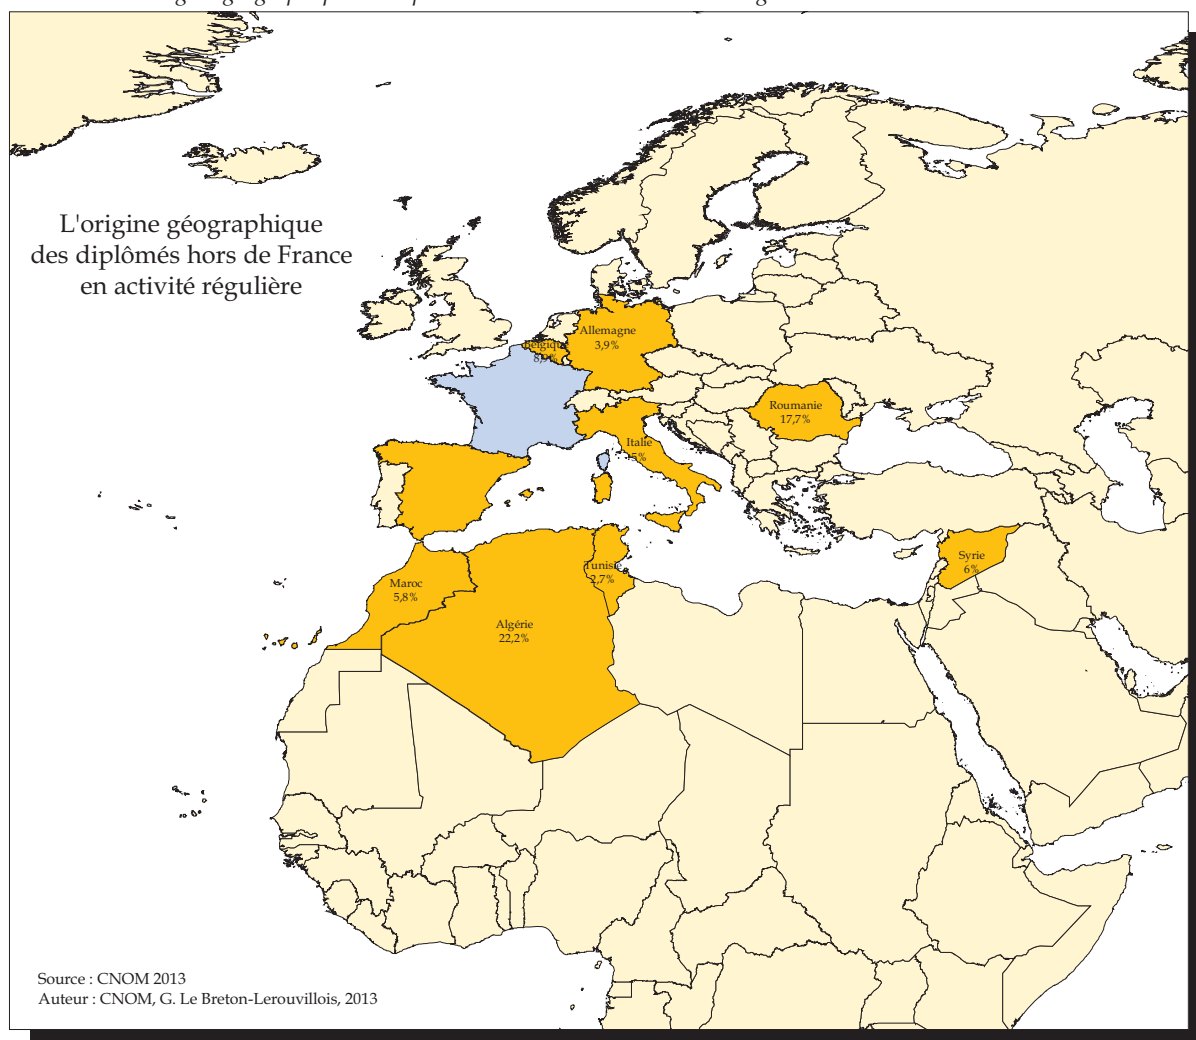 L'origine géographique
des diplômés hors de France
en activité régulière
Allemagne
3,9%
Belgique
Roumanie
17,7%
Italie
Tunisie
2,7%
Syrie
6%
Maroc
5,8%
Algérie
22,2%
Source : CNOM 2013
Auteur : CNOM, G. Le Breton-Lerouvillois, 2013